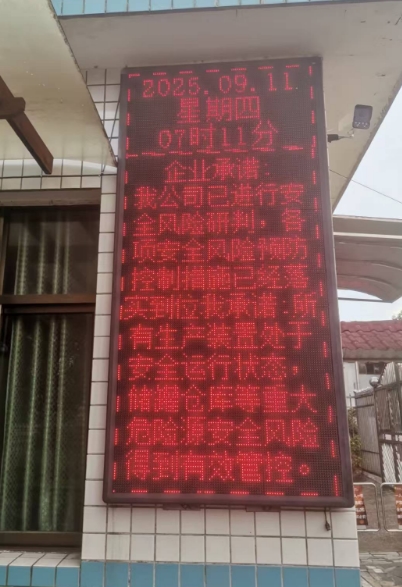 2025.09.11
星期四
07时11分
企业承诺：
我公司已进行安
全风险研判，各
项安全风险预防
控制措施已经落
实到位我承诺：所
有生产装置处于
安全运行状态，
储罐仓库等重大
危险源安全风险
得到有效管控。